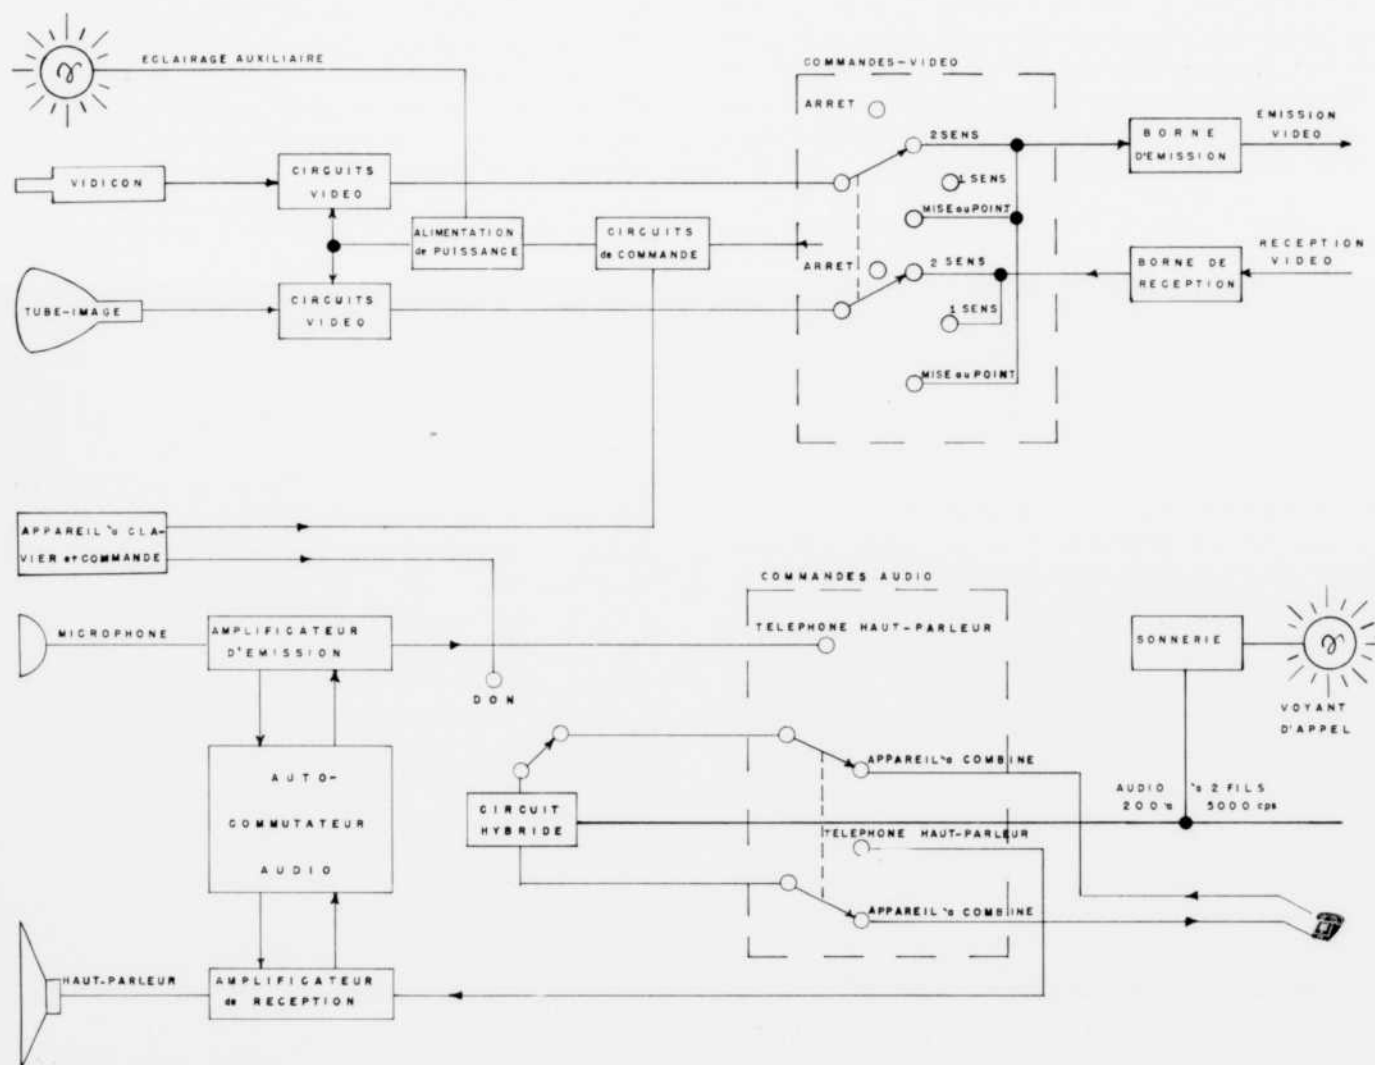 ECLAIRAGE AUXILIAIRE
COMMANDES-VIDEO
ARRET
2 SENS
1 SENS
MISE au POINT
BORNE
D'EMISSION
EMISSION
VIDEO
VIDICON
CIRCUITS
VIDEO
ALIMENTATION
de PUISSANCE
CIRCUITS
de COMMANDE
ARRET
2 SENS
1 SENS
MISE au POINT
BORNE DE
RECEPTION
RECEPTION
VIDEO
TUBE-IMAGE
CIRCUITS
VIDEO
APPAREIL à CLA-
VIER et COMMANDE
MICROPHONE
AMPLIFICATEUR
D'EMISSION
DON
COMMANDES AUDIO
TELEPHONE HAUT-PARLEUR
SONNERIE
VOYANT
D'APPEL
AUTO-
COMMUTATEUR
AUDIO
CIRCUIT
HYBRIDE
APPAREIL à COMBINE
AUDIO à 2 FILS
200 à 5000 cps
TELEPHONE HAUT-PARLEUR
APPAREIL à COMBINE
HAUT-PARLEUR
AMPLIFICATEUR
de RECEPTION